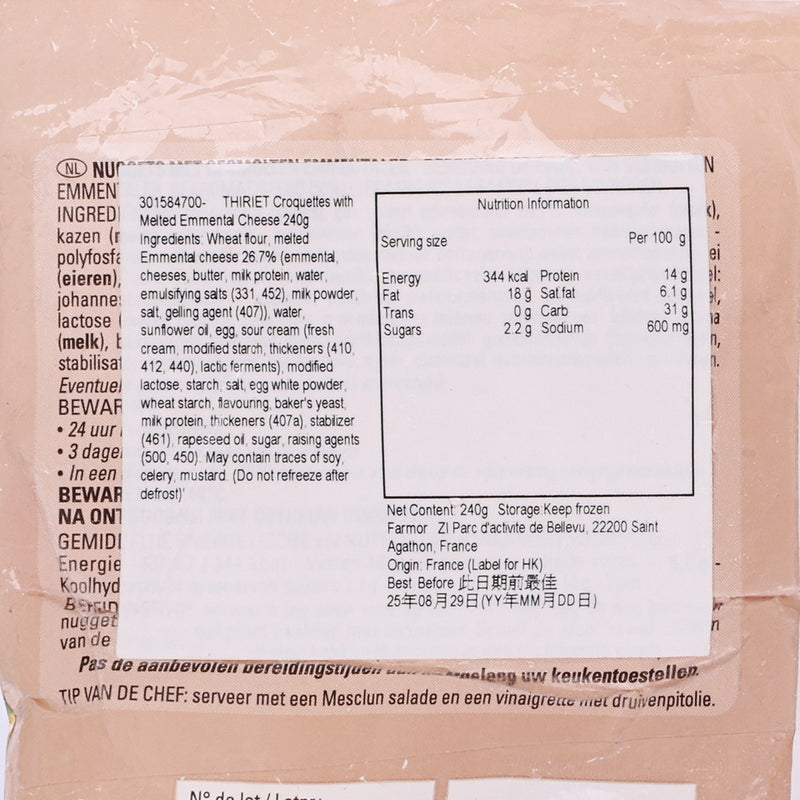 NL
EMMEN
INGREDI
kazen
polyfosfa
(eieren),
johannes
lactose
(melk),
stabilisat
Eventuel
BEWAR
• 24 uur
• 3 dage
• In een
BEWAR
NA ONT
GEMIDD
Energie
Koolhyd
nugget
van de
301584700- THIRIET Croquettes with
Melted Emmental Cheese 240g
Ingredients: Wheat flour, melted
Emmental cheese 26.7% (emmental,
cheeses, butter, milk protein, water,
emulsifying salts (331, 452), milk powder,
salt, gelling agent (407)), water,
sunflower oil, egg, sour cream (fresh
cream, modified starch, thickeners (410,
412, 440), lactic ferments), modified
lactose, starch, salt, egg white powder,
wheat starch, flavouring, baker's yeast,
milk protein, thickeners (407a), stabilizer
(461), rapeseed oil, sugar, raising agents
(500, 450). May contain traces of soy,
celery, mustard. (Do not refreeze after
defrost)'
Nutrition Information
Serving size Per 100 g
Energy 344 kcal Protein 14 g
Fat 18 g Sat.fat 6.1 g
Trans 0 g Carb 31 g
Sugars 2.2 g Sodium 600 mg
Net Content: 240g Storage:Keep frozen
Farmor ZI Parc d'activite de Bellevu, 22200 Saint
Agathon, France
Origin: France (Label for HK)
Best Before 此日期前最佳
25年08月29日(YY年MM月DD日)
Pas de aanbevolen bereidingstijden uw keukentoestellen.
TIP VAN DE CHEF: serveer met een Mesclun salade en een vinaigrette met druivenpitolie.
N° de lot /